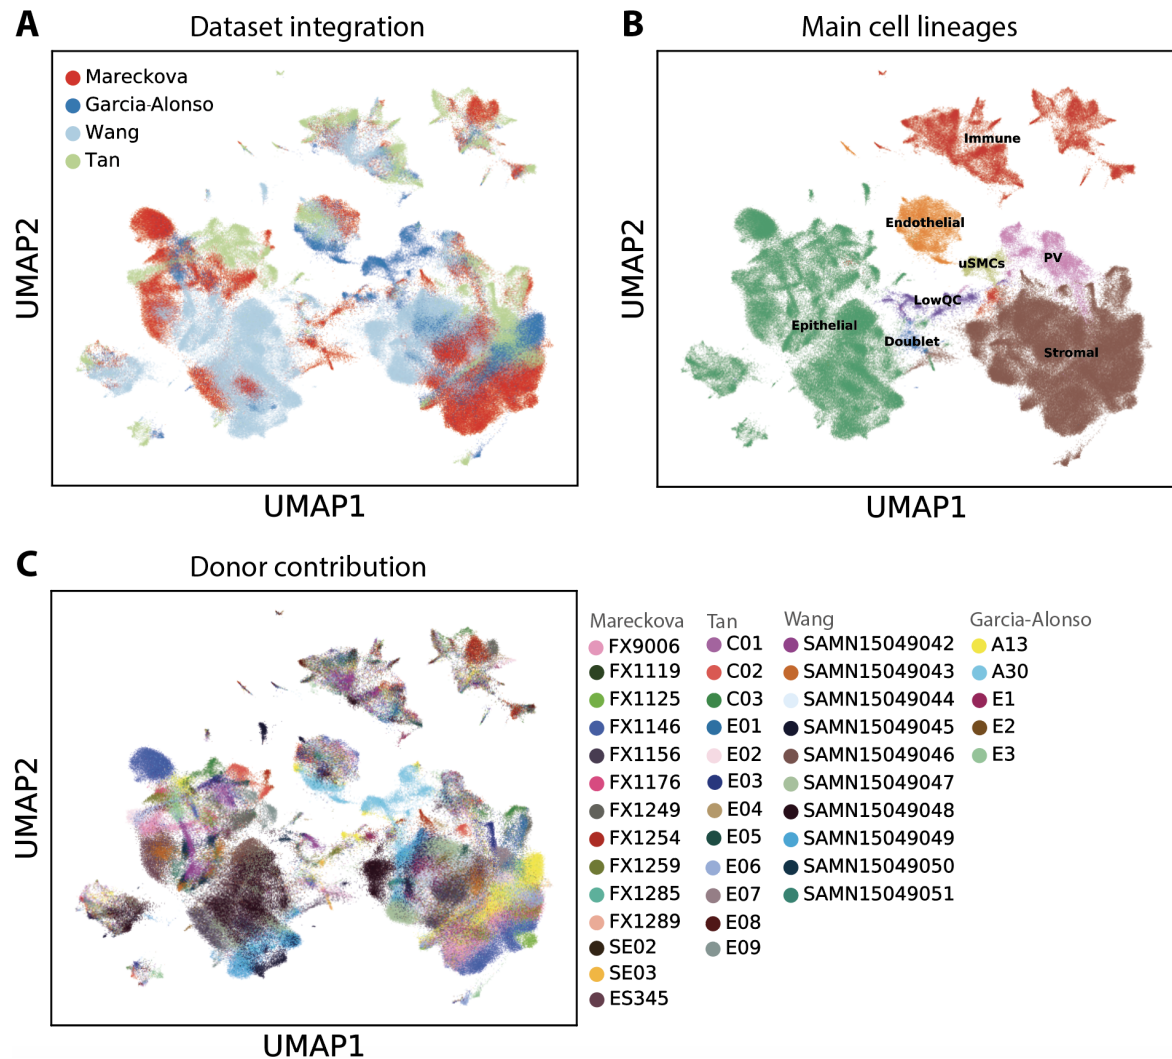 A
Dataset integration
Mareckova
Garcia-Alonso
Wang
Tan
UMAP2
UMAP1
B
Main cell lineages
Immune
Endothelial
uSMCs
PV
LowQC
Epithelial
Doublet
Stromal
UMAP2
UMAP1
C
Donor contribution
UMAP2
UMAP1
Mareckova
FX9006
FX1119
FX1125
FX1146
FX1156
FX1176
FX1249
FX1254
FX1259
FX1285
FX1289
SE02
SE03
ES345
Tan
C01
C02
C03
E01
E02
E03
E04
E05
E06
E07
E08
E09
Wang
SAMN15049042
SAMN15049043
SAMN15049044
SAMN15049045
SAMN15049046
SAMN15049047
SAMN15049048
SAMN15049049
SAMN15049050
SAMN15049051
Garcia-Alonso
A13
A30
E1
E2
E3